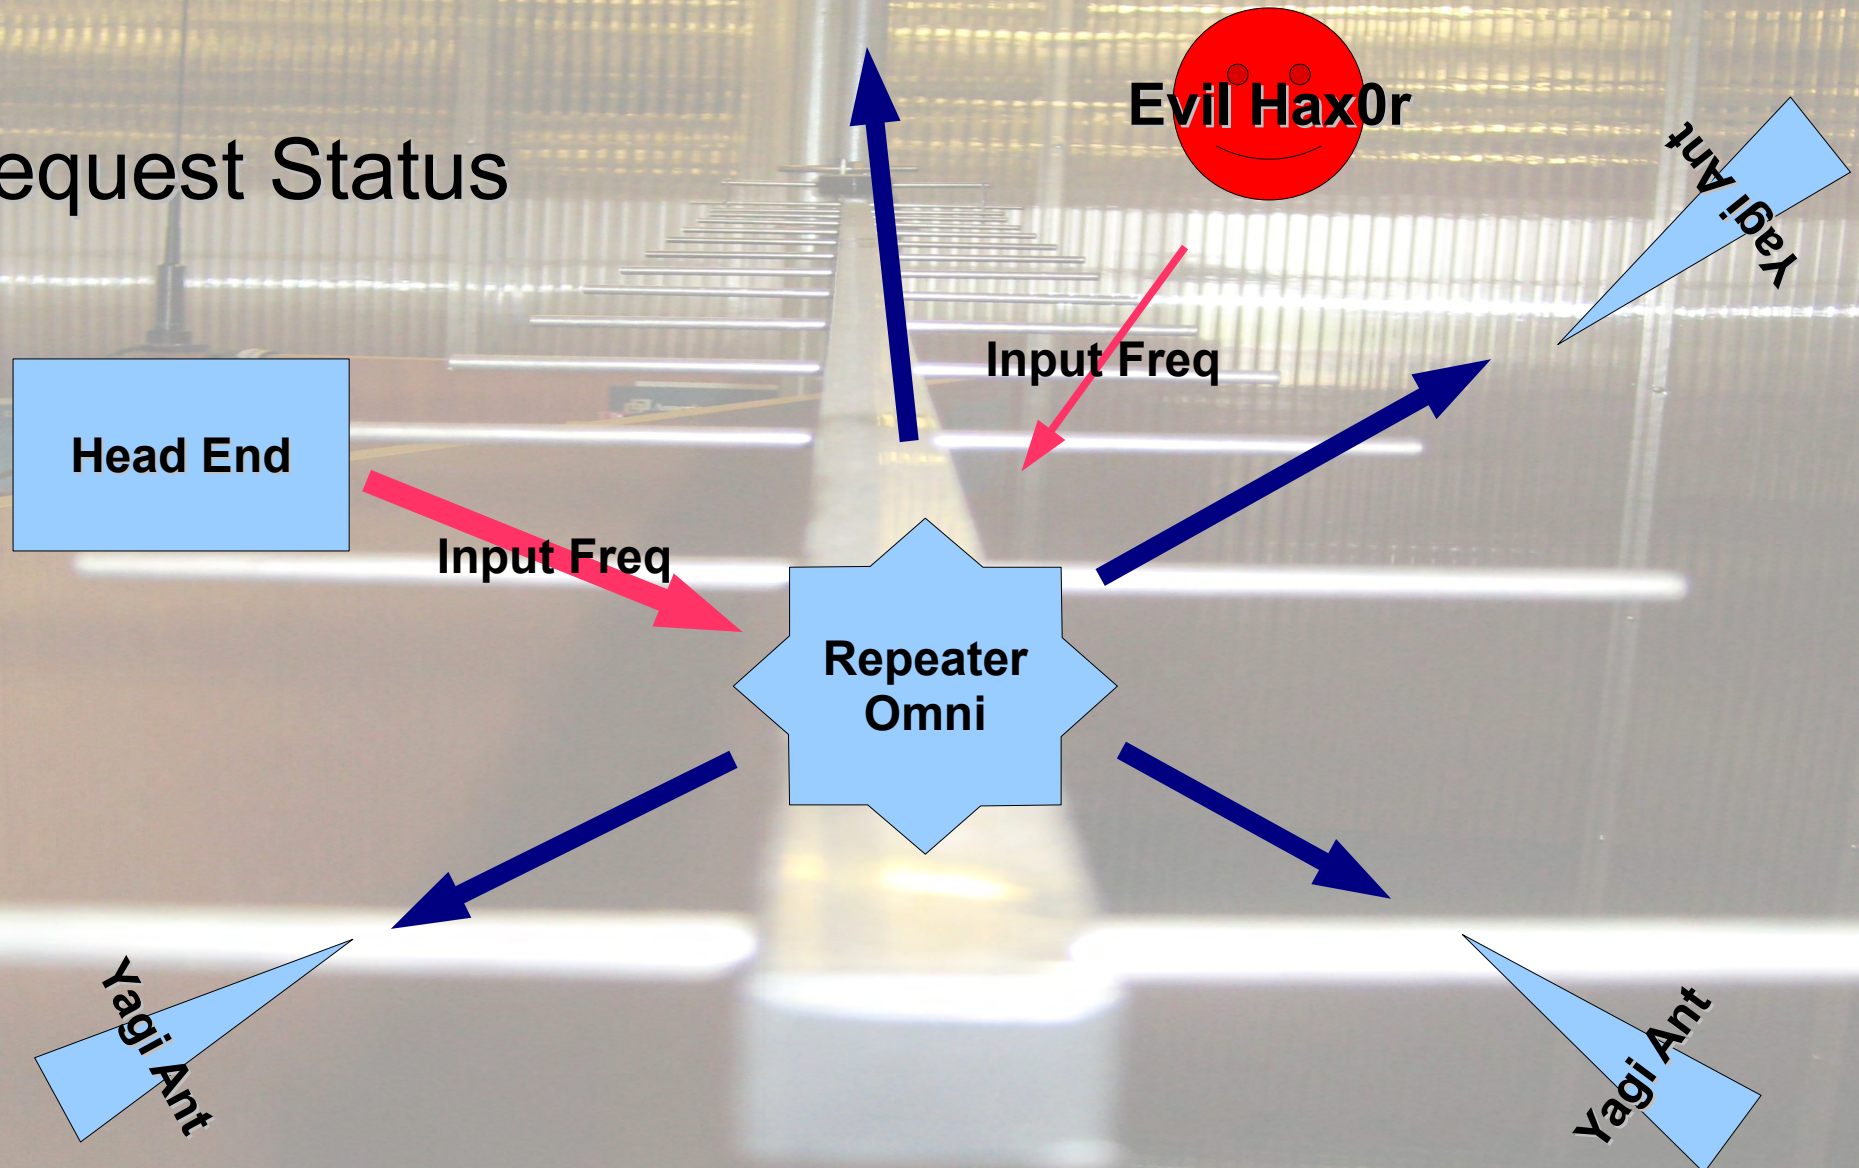 Evil Hax0r
equest Status
Yagi Ant
Input Freq
Head End
Input Freq
Repeater
Omni
Yagi Ant
Yagi Ant